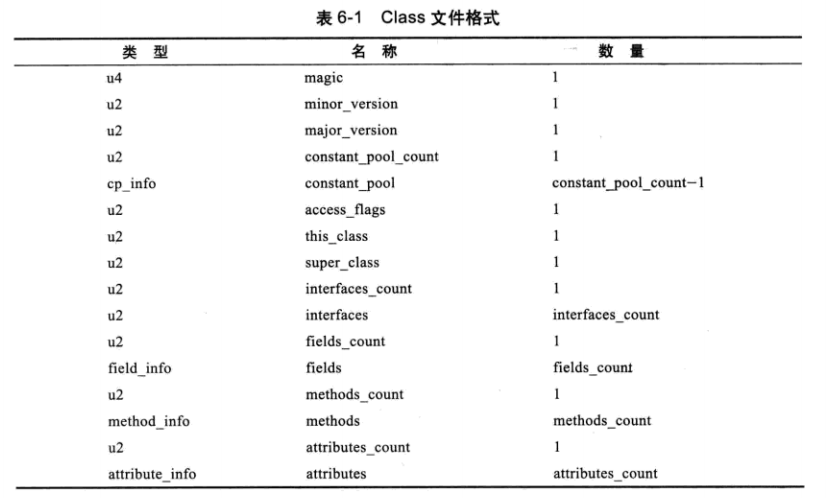 表 6-1 Class 文件格式
类 型 名 称 数 量
u4 magic 1
u2 minor_version 1
u2 major_version 1
u2 constant_pool_count 1
cp_info constant_pool constant_pool_count−1
u2 access_flags 1
u2 this_class 1
u2 super_class 1
u2 interfaces_count 1
u2 interfaces interfaces_count
u2 fields_count 1
field_info fields fields_count
u2 methods_count 1
method_info methods methods_count
u2 attributes_count 1
attribute_info attributes attributes_count